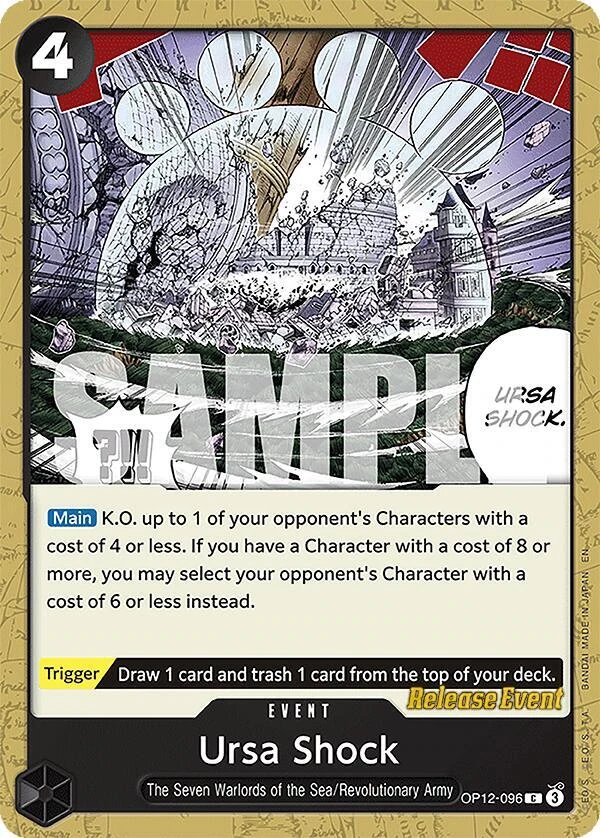 4
SAMPLE
URSA
SHOCK.
?!!
Main K.O. up to 1 of your opponent's Characters with a
cost of 4 or less. If you have a Character with a cost of 8 or
more, you may select your opponent's Character with a
cost of 6 or less instead.
Trigger Draw 1 card and trash 1 card from the top of your deck.
Release Event
EVENT
Ursa Shock
The Seven Warlords of the Sea/Revolutionary Army
OP12-096 C 3
©E.O./S. ©E.O./S.,T.A. BANDAI MADE IN JAPAN EN